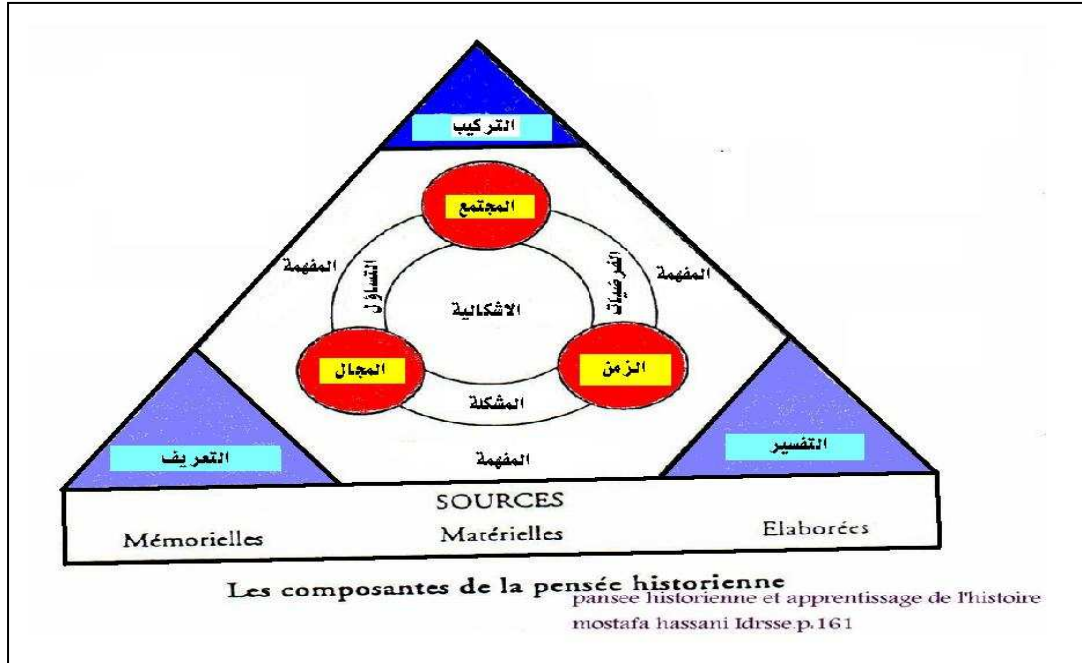 التركيب
المجتمع
المفهمة
التساؤل
الفرضيات
المفهمة
الاشكالية
المجال
الزمن
المشكلة
التعريف
المفهمة
التفسير
SOURCES
Mémorielles Matérielles Elaborées
Les composantes de la pensée historienne
pansee historienne et apprentissage de l'histoire
mostafa hassani Idrsse.p.161